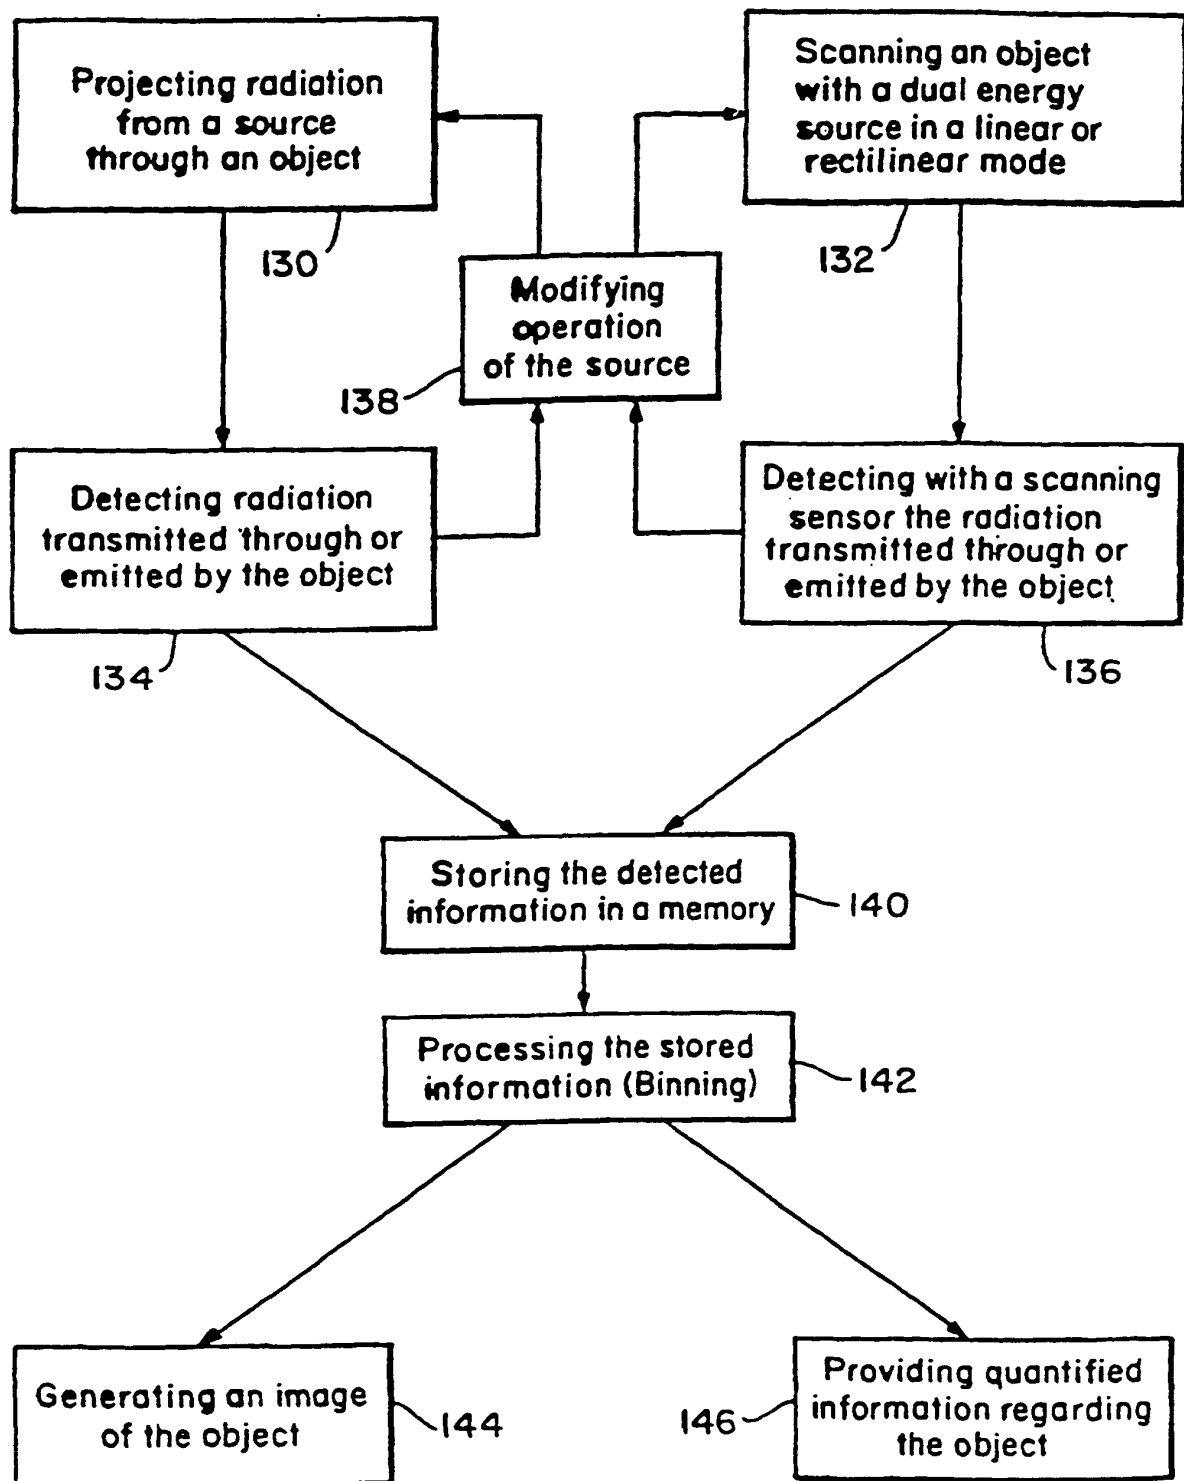 Projecting radiation
from a source
through an object
130
Scanning an object
with a dual energy
source in a linear or
rectilinear mode
132
Modifying
operation
of the source
138
Detecting radiation
transmitted through or
emitted by the object
134
Detecting with a scanning
sensor the radiation
transmitted through or
emitted by the object
136
Storing the detected
information in a memory
140
Processing the stored
information (Binning)
142
Generating an image
of the object
144
Providing quantified
information regarding
the object
146